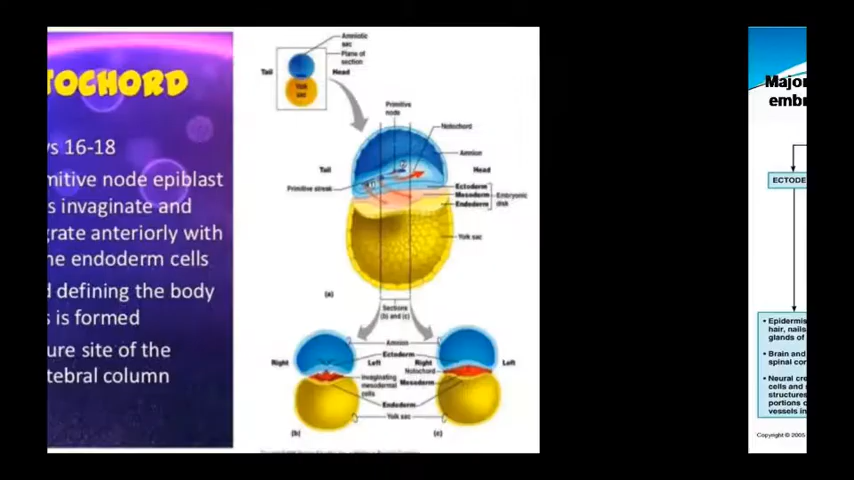 TOCHORD
ys 16-18
mitive node epiblast
s invaginate and
grate anteriorly with
ne endoderm cells
d defining the body
s is formed
ure site of the
tebral column
Amniotic
sac
Plane of
section
Tail
Head
Yolk
sac
Primitive
node
Notochord
Amnion
Tail
Head
Primitive streak
Ectoderm
Mesoderm
Endoderm
Embryonic
disk
Yolk sac
(a)
Sections
(b) and (c)
Amnion
Ectoderm
Right
Left
Right
Left
Notochord
Invaginating
mesodermal
cells
Mesoderm
Endoderm
Yolk sac
(b)
(c)
Major
embr
ECTODE
• Epidermis
hair, nails
glands of
• Brain and
spinal cor
• Neural cre
cells and
structures
portions o
vessels in
Copyright © 2005